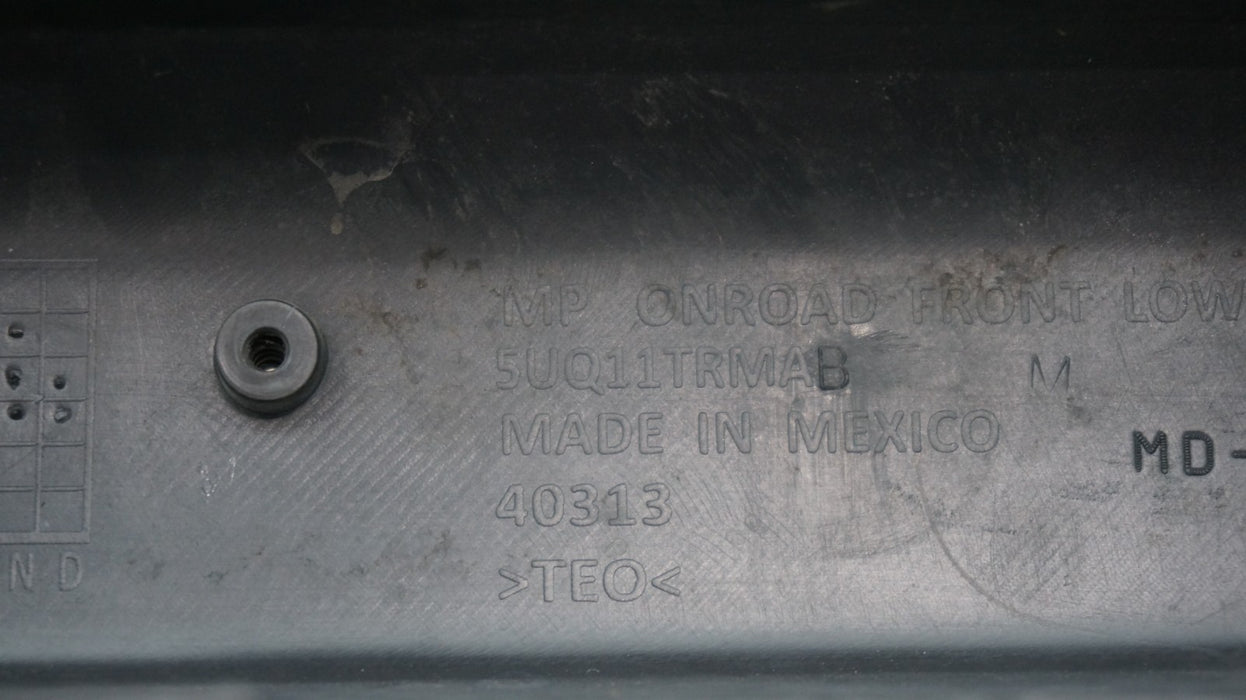 MP ONROAD FRONT LOW
5UQ11TRMAB M
MADE IN MEXICO
MD-
40313
>TEO<
N D